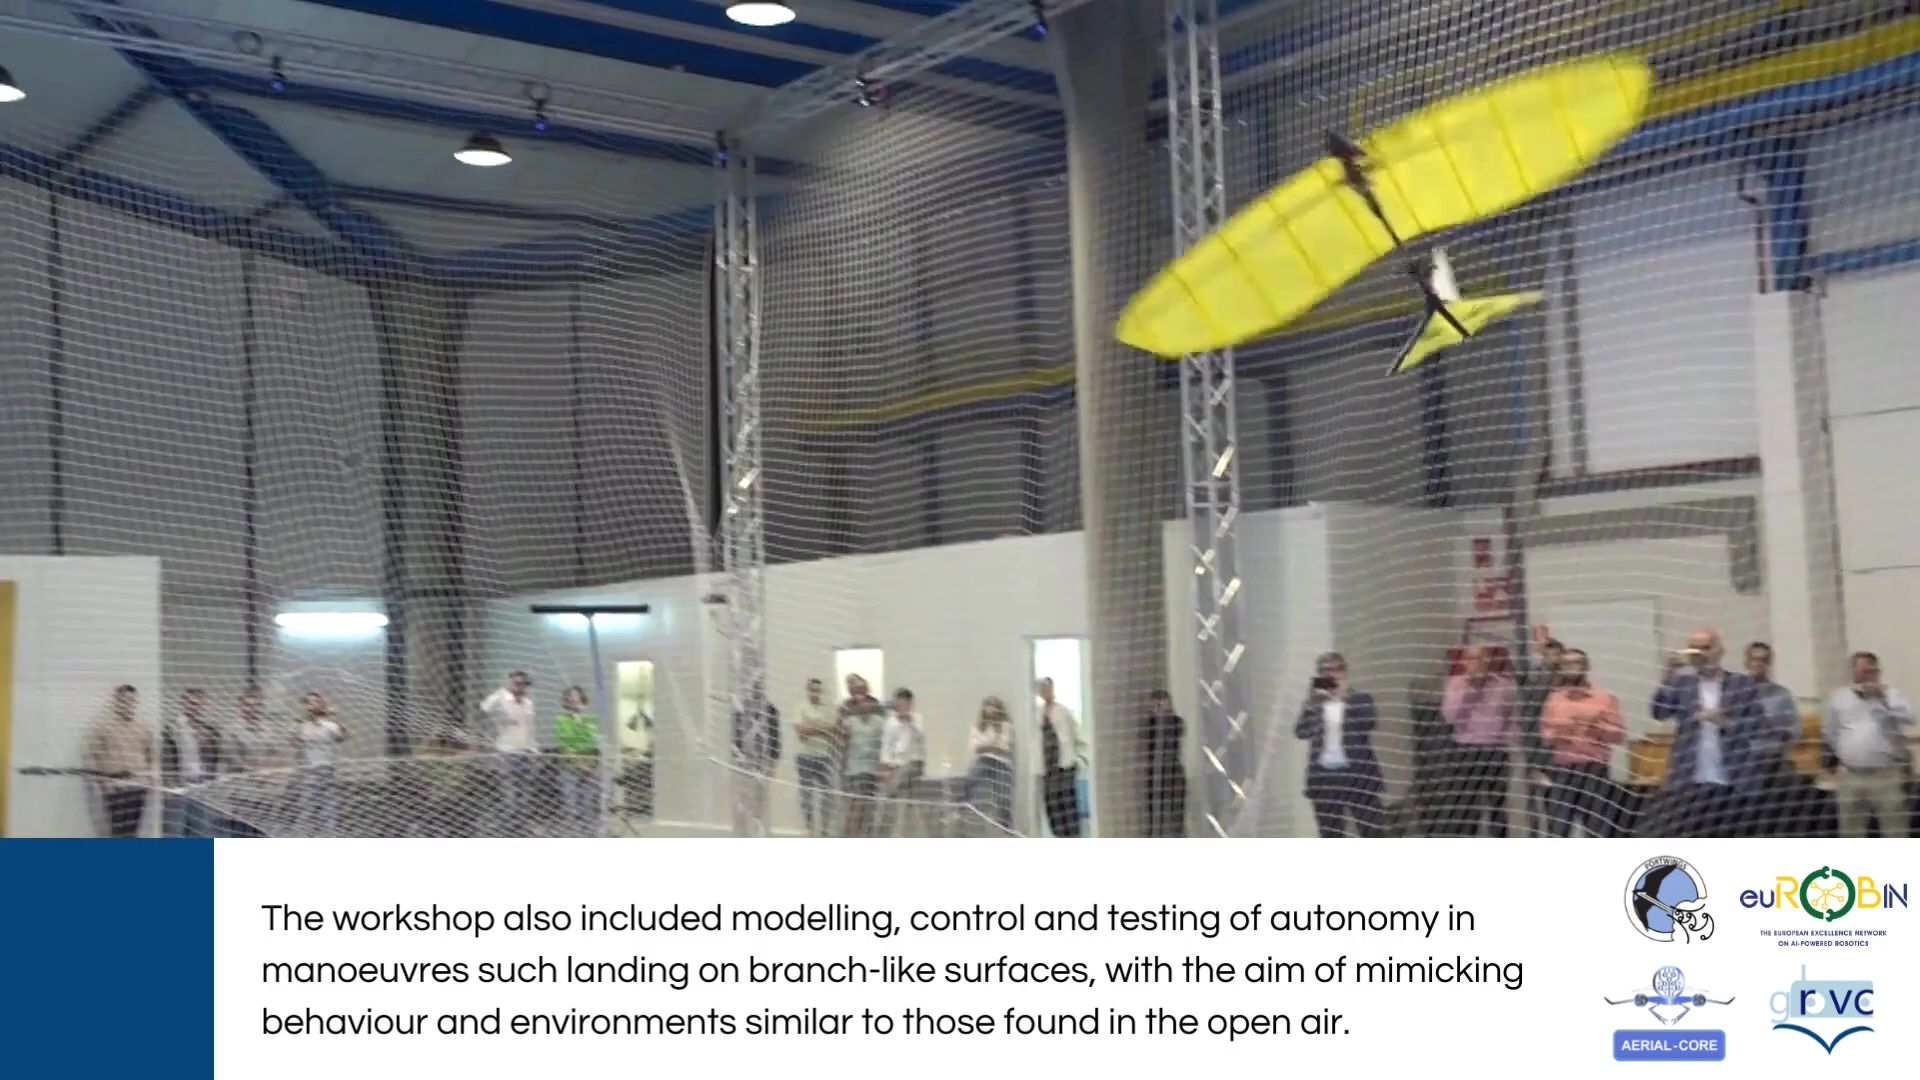 The workshop also included modelling, control and testing of autonomy in
manoeuvres such landing on branch-like surfaces, with the aim of mimicking
behaviour and environments similar to those found in the open air.
PORTWINGS
euROBIN
THE EUROPEAN EXCELLENCE NETWORK
ON AI-POWERED ROBOTICS
AERIAL-CORE
grvc